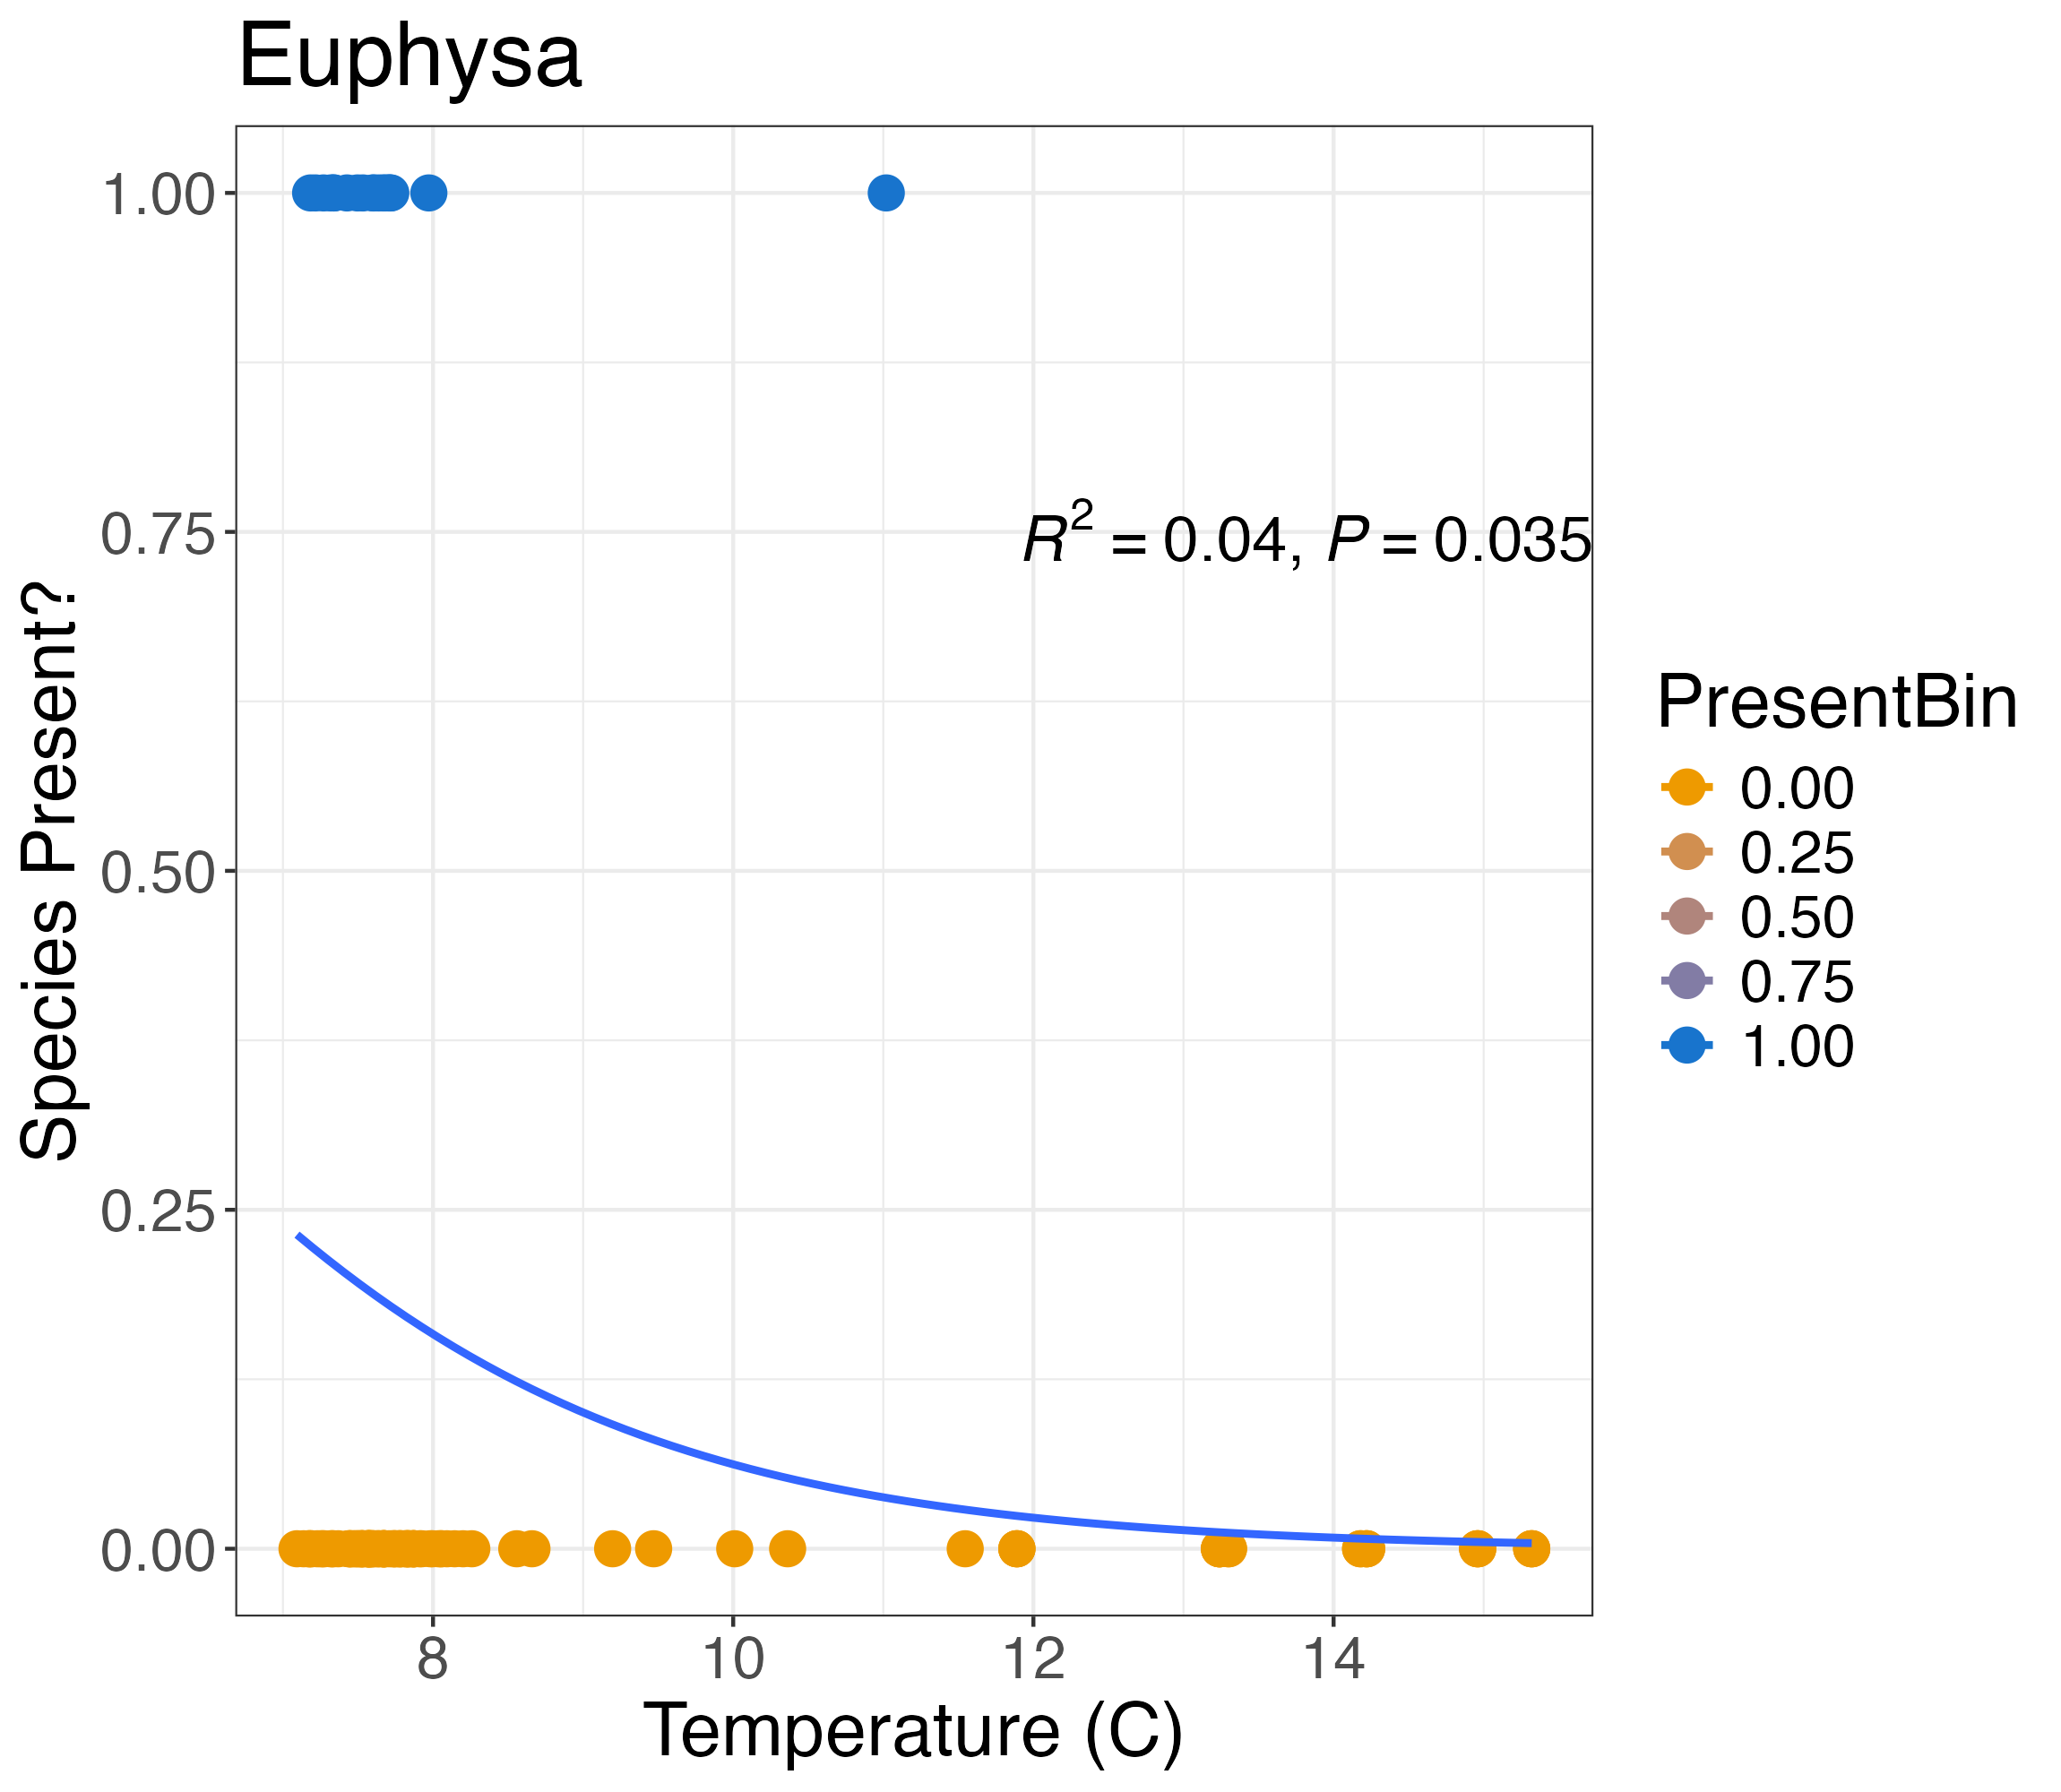 Euphysa
1.00
0.75
0.50
0.25
0.00
Species Present?
R² = 0.04, P = 0.035
8 10 12 14
Temperature (C)
PresentBin
0.00
0.25
0.50
0.75
1.00